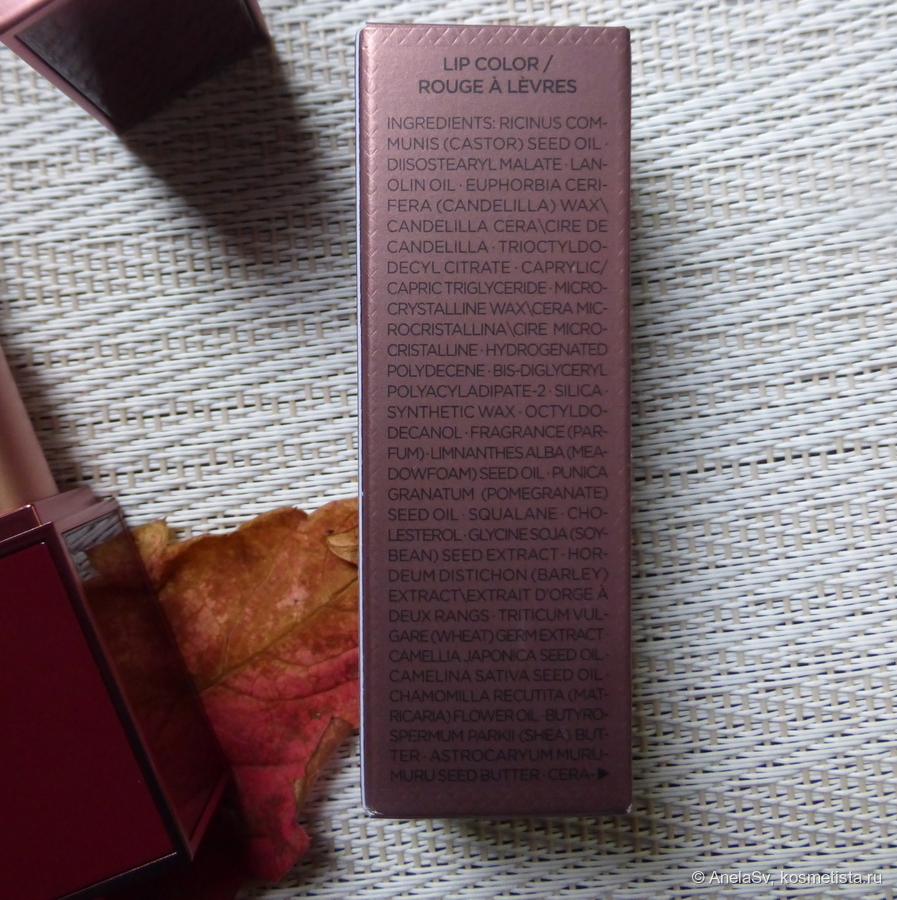 LIP COLOR /
ROUGE À LÈVRES
INGREDIENTS: RICINUS COM-
MUNIS (CASTOR) SEED OIL ·
DIISOSTEARYL MALATE · LAN-
OLIN OIL · EUPHORBIA CERI-
FERA (CANDELILLA) WAX\
CANDELILLA CERA\CIRE DE
CANDELILLA · TRIOCTYLDO-
DECYL CITRATE · CAPRYLIC/
CAPRIC TRIGLYCERIDE · MICRO-
CRYSTALLINE WAX\CERA MIC-
ROCRISTALLINA\CIRE MICRO-
CRISTALLINE · HYDROGENATED
POLYDECENE · BIS-DIGLYCERYL
POLYACYLADIPATE-2 · SILICA ·
SYNTHETIC WAX · OCTYLDO-
DECANOL · FRAGRANCE (PAR-
FUM) · LIMNANTHES ALBA (MEA-
DOWFOAM) SEED OIL · PUNICA
GRANATUM (POMEGRANATE)
SEED OIL · SQUALANE · CHO-
LESTEROL · GLYCINE SOJA (SOY-
BEAN) SEED EXTRACT · HOR-
DEUM DISTICHON (BARLEY)
EXTRACT\EXTRAIT D'ORGE À
DEUX RANGS · TRITICUM VUL-
GARE (WHEAT) GERM EXTRACT ·
CAMELLIA JAPONICA SEED OIL ·
CAMELINA SATIVA SEED OIL ·
CHAMOMILLA RECUTITA (MAT-
RICARIA) FLOWER OIL · BUTYRO-
SPERMUM PARKII (SHEA) BUT-
TER · ASTROCARYUM MURU-
MURU SEED BUTTER · CERA- ▶
© AnelaSv, kosmetista.ru